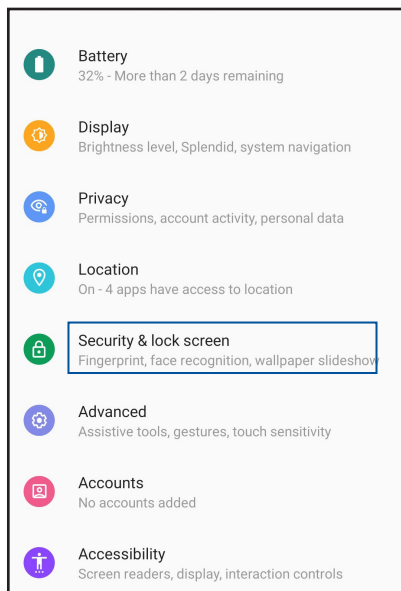 Battery
32% - More than 2 days remaining
Display
Brightness level, Splendid, system navigation
Privacy
Permissions, account activity, personal data
Location
On - 4 apps have access to location
Security & lock screen
Fingerprint, face recognition, wallpaper slideshow
Advanced
Assistive tools, gestures, touch sensitivity
Accounts
No accounts added
Accessibility
Screen readers, display, interaction controls